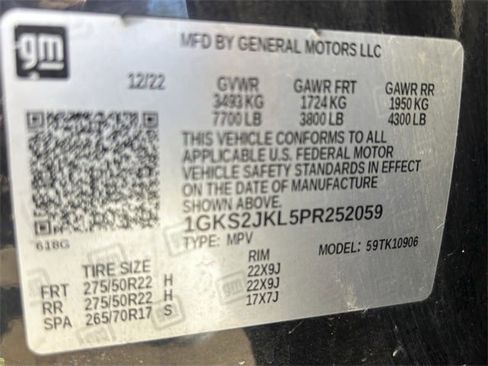 gm
MFD BY GENERAL MOTORS LLC
12/22 GVWR GAWR FRT GAWR RR
3493 KG 1724 KG 1950 KG
7700 LB 3800 LB 4300 LB
THIS VEHICLE CONFORMS TO ALL
APPLICABLE U.S. FEDERAL MOTOR
VEHICLE SAFETY STANDARDS IN EFFECT
ON THE DATE OF MANUFACTURE SHOWN ABOVE.
1GKS2JKL5PR252059
618G TYPE: MPV MODEL: 59TK10906
TIRE SIZE RIM
FRT 275/50R22 H 22X9J
RR 275/50R22 H 22X9J
SPA 265/70R17 S 17X7J